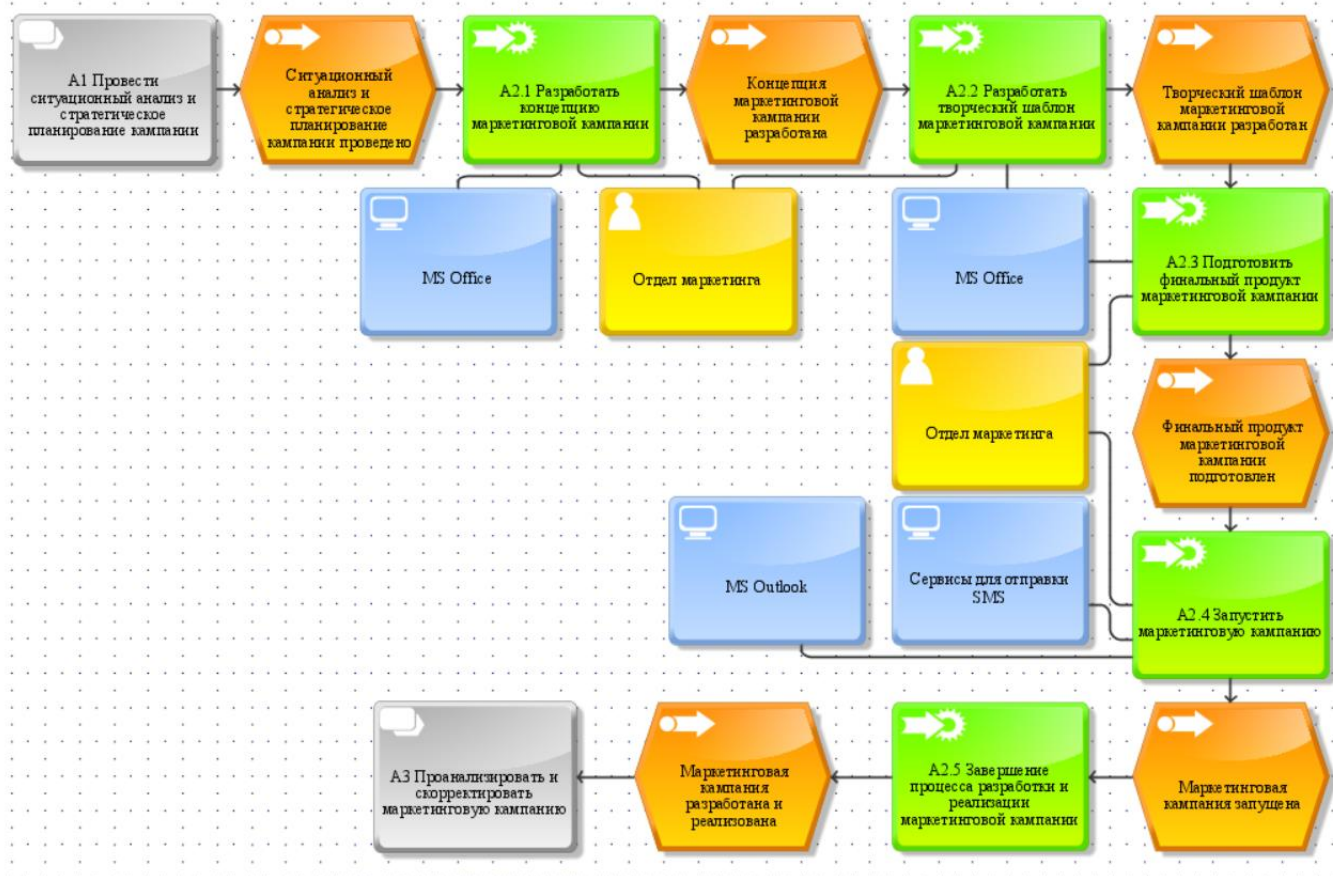 А1 Провести
ситуационный анализ и
стратегическое
планирование кампании
Ситуационный
анализ и
стратегическое
планирование
кампании проведено
А2.1 Разработать
концепцию
маркетинговой кампании
Концепция
маркетинговой
кампании
разработана
А2.2 Разработать
творческий шаблон
маркетинговой кампании
Творческий шаблон
маркетинговой
кампании разработан
MS Office
Отдел маркетинга
MS Office
А2.3 Подготовить
финальный продукт
маркетинговой кампании
Отдел маркетинга
Финальный продукт
маркетинговой
кампании
подготовлен
MS Outlook
Сервисы для отправки
SMS
А2.4 Запустить
маркетинговую кампанию
А3 Проанализировать и
скорректировать
маркетинговую кампанию
Маркетинговая
кампания
разработана и
реализована
А2.5 Завершение
процесса разработки и
реализации
маркетинговой кампании
Маркетинговая
кампания запущена